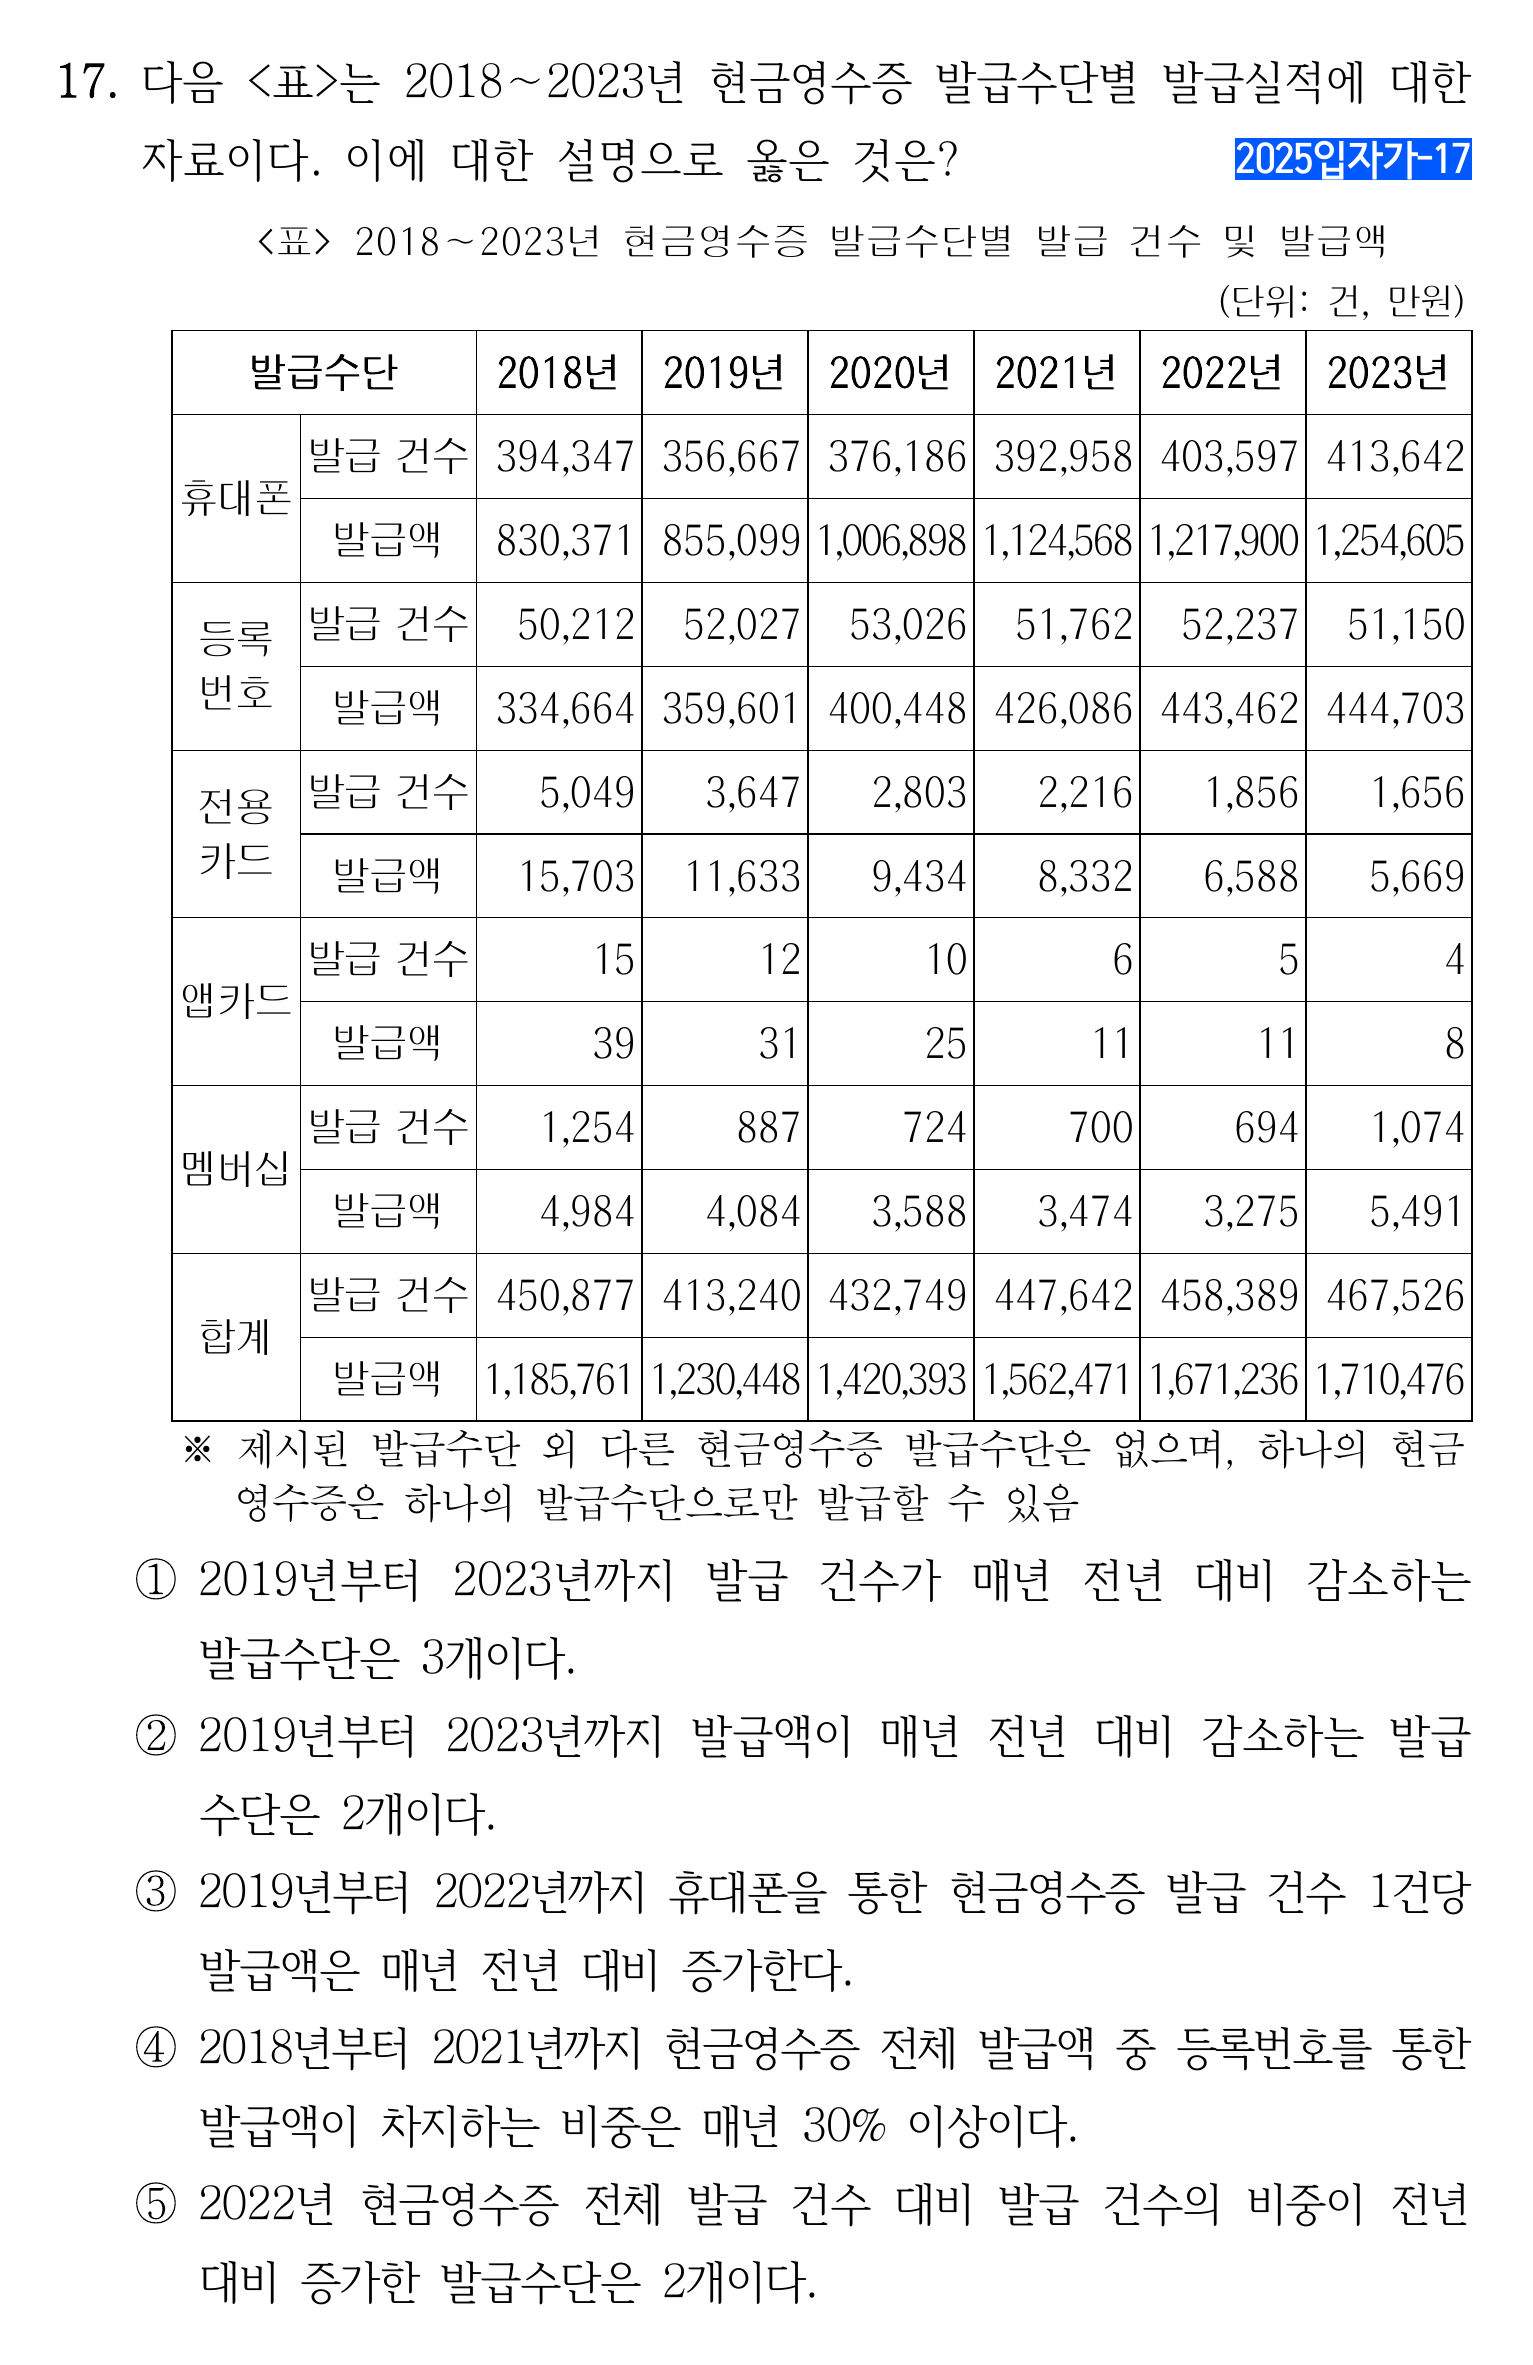 17. 다음 <표>는 2018~2023년 현금영수증 발급수단별 발급실적에 대한
자료이다. 이에 대한 설명으로 옳은 것은?
2025입자가-17
<표> 2018~2023년 현금영수증 발급수단별 발급 건수 및 발급액
(단위: 건, 만원)
발급수단 2018년 2019년 2020년 2021년 2022년 2023년
휴대폰 발급 건수 394,347 356,667 376,186 392,958 403,597 413,642
발급액 830,371 855,099 1,006,898 1,124,568 1,217,900 1,254,605
등록
번호 발급 건수 50,212 52,027 53,026 51,762 52,237 51,150
발급액 334,664 359,601 400,448 426,086 443,462 444,703
전용
카드 발급 건수 5,049 3,647 2,803 2,216 1,856 1,656
발급액 15,703 11,633 9,434 8,332 6,588 5,669
앱카드 발급 건수 15 12 10 6 5 4
발급액 39 31 25 11 11 8
멤버십 발급 건수 1,254 887 724 700 694 1,074
발급액 4,984 4,084 3,588 3,474 3,275 5,491
합계 발급 건수 450,877 413,240 432,749 447,642 458,389 467,526
발급액 1,185,761 1,230,448 1,420,393 1,562,471 1,671,236 1,710,476
※ 제시된 발급수단 외 다른 현금영수증 발급수단은 없으며, 하나의 현금
영수증은 하나의 발급수단으로만 발급할 수 있음
① 2019년부터 2023년까지 발급 건수가 매년 전년 대비 감소하는
발급수단은 3개이다.
② 2019년부터 2023년까지 발급액이 매년 전년 대비 감소하는 발급
수단은 2개이다.
③ 2019년부터 2022년까지 휴대폰을 통한 현금영수증 발급 건수 1건당
발급액은 매년 전년 대비 증가한다.
④ 2018년부터 2021년까지 현금영수증 전체 발급액 중 등록번호를 통한
발급액이 차지하는 비중은 매년 30% 이상이다.
⑤ 2022년 현금영수증 전체 발급 건수 대비 발급 건수의 비중이 전년
대비 증가한 발급수단은 2개이다.